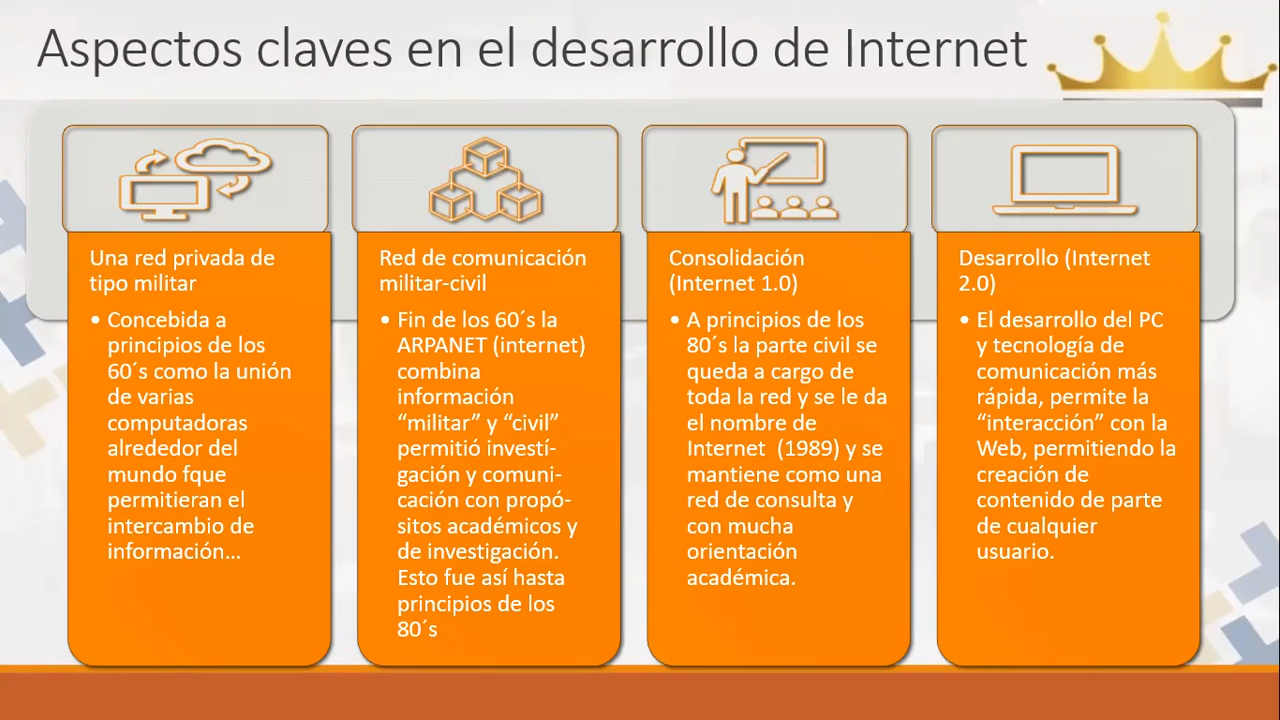 Aspectos claves en el desarrollo de Internet
Una red privada de
tipo militar
• Concebida a
principios de los
60´s como la unión
de varias
computadoras
alrededor del
mundo fque
permitieran el
intercambio de
información...
Red de comunicación
militar-civil
• Fin de los 60´s la
ARPANET (internet)
combina
información
“militar” y “civil”
permitió investí-
gación y comuni-
cación con propó-
sitos académicos y
de investigación.
Esto fue así hasta
principios de los
80´s
Consolidación
(Internet 1.0)
• A principios de los
80´s la parte civil se
queda a cargo de
toda la red y se le da
el nombre de
Internet  (1989) y se
mantiene como una
red de consulta y
con mucha
orientación
académica.
Desarrollo (Internet
2.0)
• El desarrollo del PC
y tecnología de
comunicación más
rápida, permite la
“interacción” con la
Web, permitiendo la
creación de
contenido de parte
de cualquier
usuario.